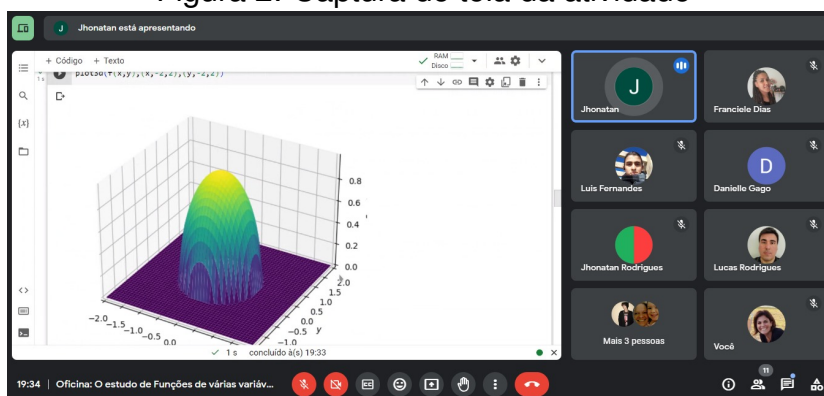 Figura 2: Captura de tela da atividade
J Jhonatan está apresentando
+ Código + Texto
RAM
Disco
plot3d(f(x,y),(x,-2,2),(y,-2,2))
1s
{x}
0.8
0.6
0.4
0.2
0.0
2.0
1.5
1.0
0.5
0.0
-0.5
-1.0
y
-2.0
-1.5
-1.0
-0.5
0.0
1 s concluído à(s) 19:33
J
Jhonatan
Franciele Dias
Luis Fernandes
D
Danielle Gago
Jhonatan Rodrigues
Lucas Rodrigues
Mais 3 pessoas
Você
19:34 | Oficina: O estudo de Funções de várias variáv...
CC
11